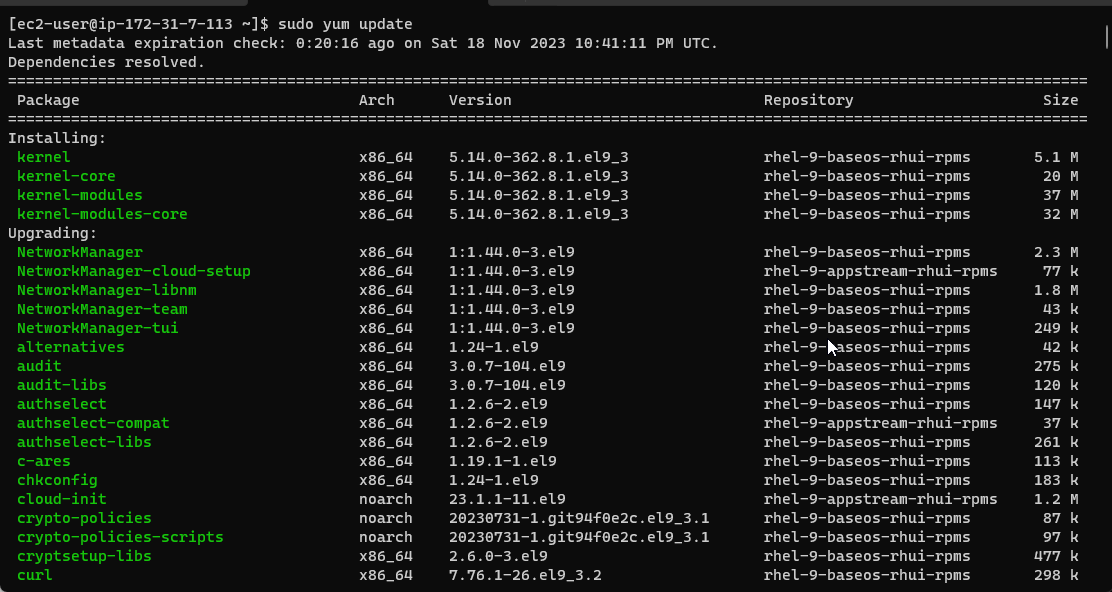 [ec2-user@ip-172-31-7-113 ~]$ sudo yum update
Last metadata expiration check: 0:20:16 ago on Sat 18 Nov 2023 10:41:11 PM UTC.
Dependencies resolved.
========================================================================================================================
Package Arch Version Repository Size
========================================================================================================================
Installing:
kernel x86_64 5.14.0-362.8.1.el9_3 rhel-9-baseos-rhui-rpms 5.1 M
kernel-core x86_64 5.14.0-362.8.1.el9_3 rhel-9-baseos-rhui-rpms 20 M
kernel-modules x86_64 5.14.0-362.8.1.el9_3 rhel-9-baseos-rhui-rpms 37 M
kernel-modules-core x86_64 5.14.0-362.8.1.el9_3 rhel-9-baseos-rhui-rpms 32 M
Upgrading:
NetworkManager x86_64 1:1.44.0-3.el9 rhel-9-baseos-rhui-rpms 2.3 M
NetworkManager-cloud-setup x86_64 1:1.44.0-3.el9 rhel-9-appstream-rhui-rpms 77 k
NetworkManager-libnm x86_64 1:1.44.0-3.el9 rhel-9-baseos-rhui-rpms 1.8 M
NetworkManager-team x86_64 1:1.44.0-3.el9 rhel-9-baseos-rhui-rpms 43 k
NetworkManager-tui x86_64 1:1.44.0-3.el9 rhel-9-baseos-rhui-rpms 249 k
alternatives x86_64 1.24-1.el9 rhel-9-baseos-rhui-rpms 42 k
audit x86_64 3.0.7-104.el9 rhel-9-baseos-rhui-rpms 275 k
audit-libs x86_64 3.0.7-104.el9 rhel-9-baseos-rhui-rpms 120 k
authselect x86_64 1.2.6-2.el9 rhel-9-baseos-rhui-rpms 147 k
authselect-compat x86_64 1.2.6-2.el9 rhel-9-appstream-rhui-rpms 37 k
authselect-libs x86_64 1.2.6-2.el9 rhel-9-baseos-rhui-rpms 261 k
c-ares x86_64 1.19.1-1.el9 rhel-9-baseos-rhui-rpms 113 k
chkconfig x86_64 1.24-1.el9 rhel-9-baseos-rhui-rpms 183 k
cloud-init noarch 23.1.1-11.el9 rhel-9-appstream-rhui-rpms 1.2 M
crypto-policies noarch 20230731-1.git94f0e2c.el9_3.1 rhel-9-baseos-rhui-rpms 87 k
crypto-policies-scripts noarch 20230731-1.git94f0e2c.el9_3.1 rhel-9-baseos-rhui-rpms 97 k
cryptsetup-libs x86_64 2.6.0-3.el9 rhel-9-baseos-rhui-rpms 477 k
curl x86_64 7.76.1-26.el9_3.2 rhel-9-baseos-rhui-rpms 298 k